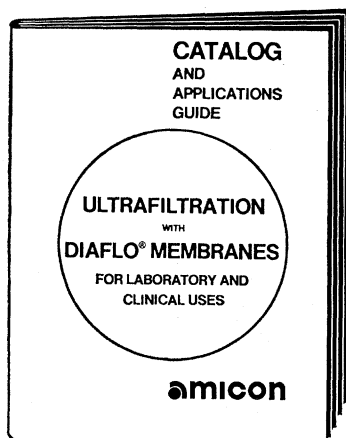 CATALOG
AND
APPLICATIONS
GUIDE
ULTRAFILTRATION
WITH
DIAFLO® MEMBRANES
FOR LABORATORY AND
CLINICAL USES
amicon